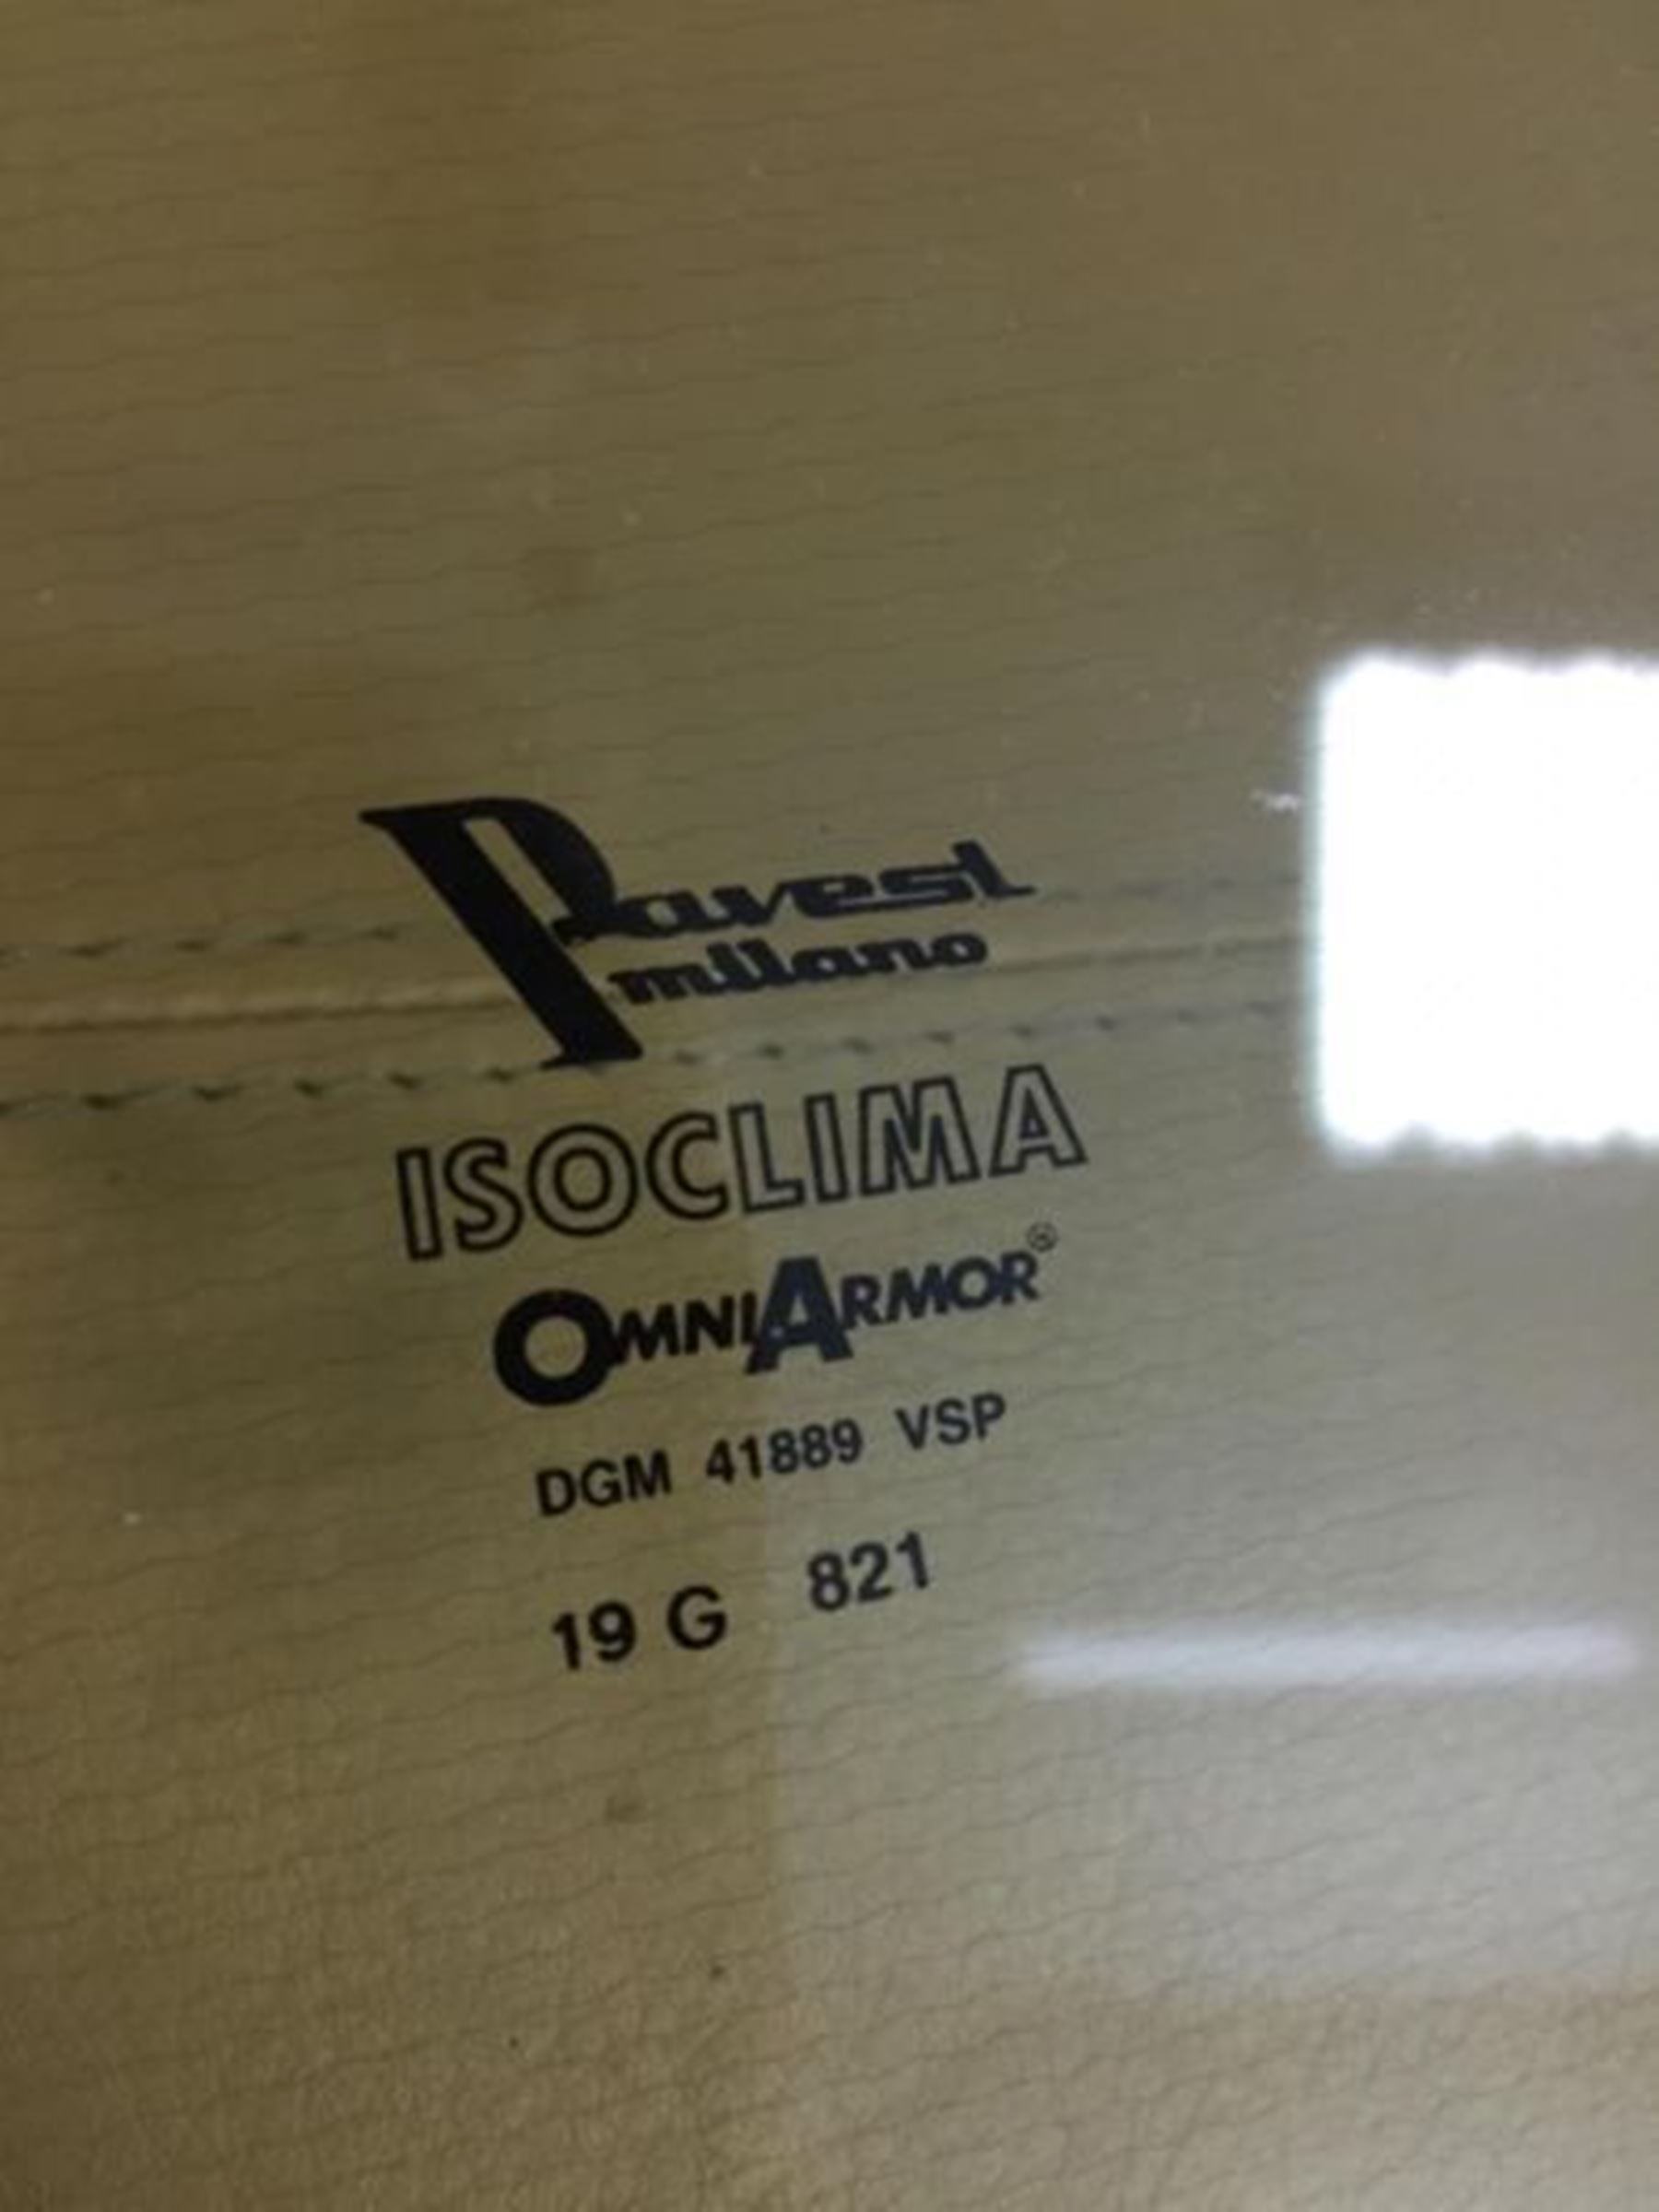 Pavesi
milano
ISOCLIMA
OMNIARMOR®
DGM 41889 VSP
19 G 821